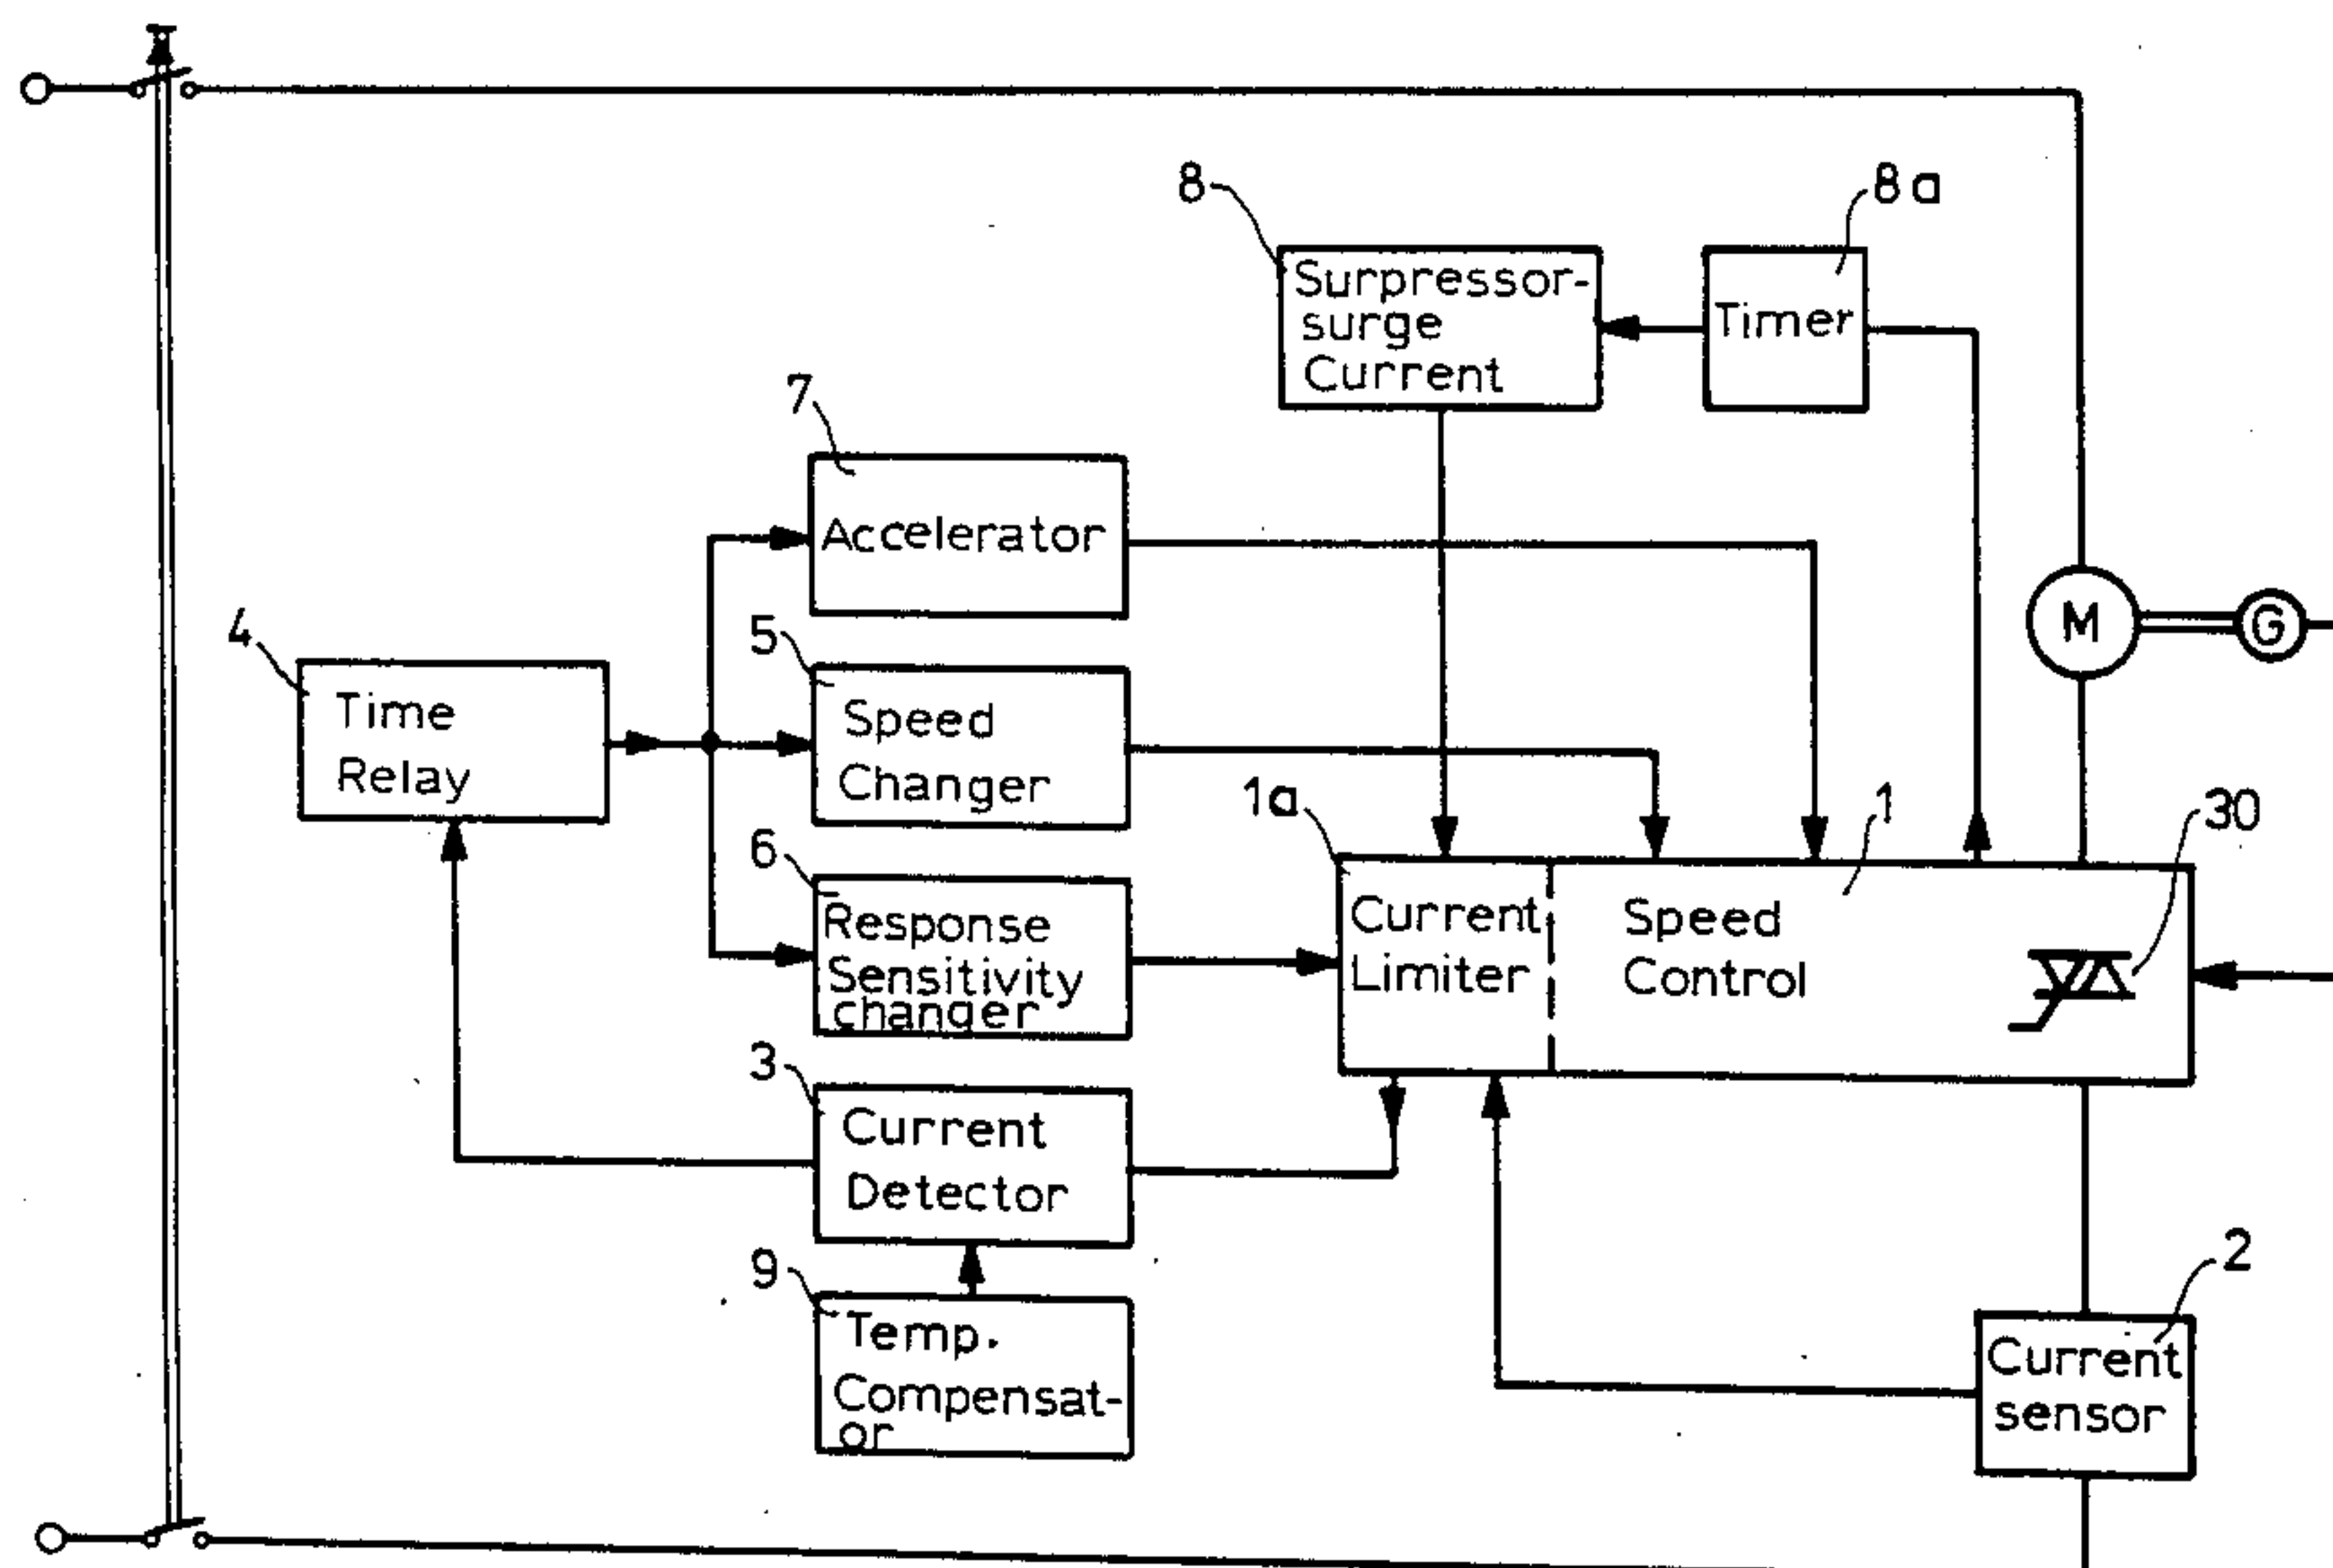 8
8a
Surpressor-
surge
Current
Timer
7
Accelerator
M
G
4
Time
Relay
5
Speed
Changer
1a
1
30
6
Response
Sensitivity
changer
Current
Limiter
Speed
Control
3
Current
Detector
2
9
Temp.
Compensat-
or
Current
sensor